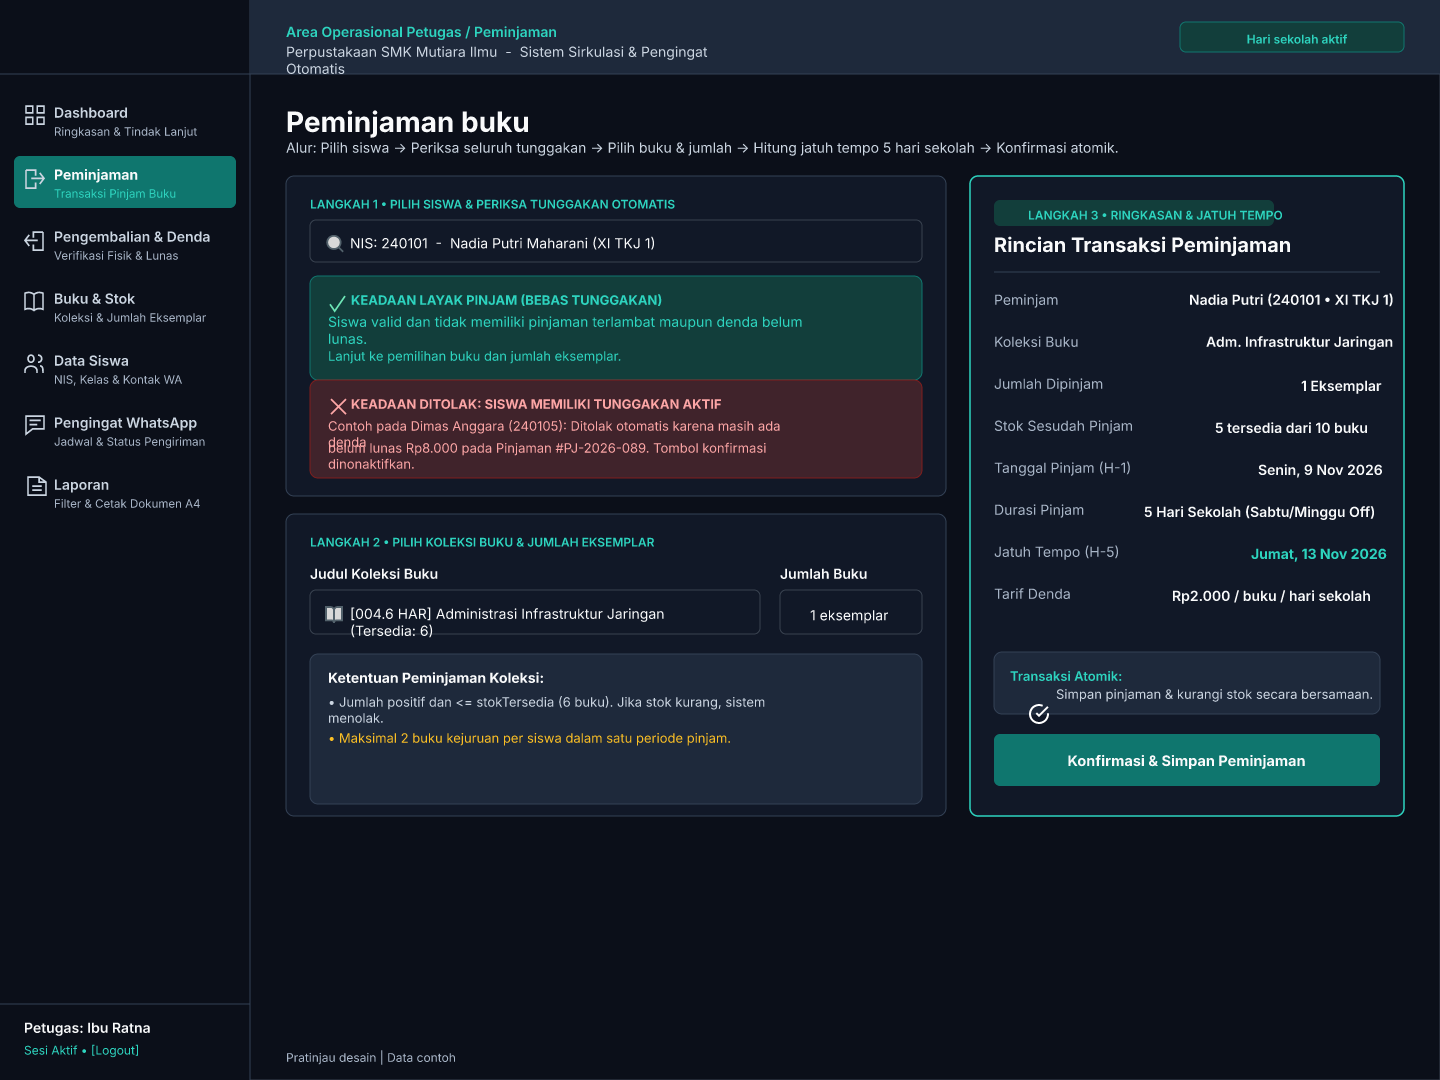 Area Operasional Petugas / Peminjaman
Perpustakaan SMK Mutiara Ilmu - Sistem Sirkulasi & Pengingat
Otomatis
Hari sekolah aktif
Dashboard
Ringkasan & Tindak Lanjut
Peminjaman
Transaksi Pinjam Buku
Pengembalian & Denda
Verifikasi Fisik & Lunas
Buku & Stok
Koleksi & Jumlah Eksemplar
Data Siswa
NIS, Kelas & Kontak WA
Pengingat WhatsApp
Jadwal & Status Pengiriman
Laporan
Filter & Cetak Dokumen A4
Petugas: Ibu Ratna
Sesi Aktif • [Logout]
Peminjaman buku
Alur: Pilih siswa → Periksa seluruh tunggakan → Pilih buku & jumlah → Hitung jatuh tempo 5 hari sekolah → Konfirmasi atomik.
LANGKAH 1 • PILIH SISWA & PERIKSA TUNGGAKAN OTOMATIS
NIS: 240101 - Nadia Putri Maharani (XI TKJ 1)
KEADAAN LAYAK PINJAM (BEBAS TUNGGAKAN)
Siswa valid dan tidak memiliki pinjaman terlambat maupun denda belum
lunas.
Lanjut ke pemilihan buku dan jumlah eksemplar.
KEADAAN DITOLAK: SISWA MEMILIKI TUNGGAKAN AKTIF
Contoh pada Dimas Anggara (240105): Ditolak otomatis karena masih ada
denda
belum lunas Rp8.000 pada Pinjaman #PJ-2026-089. Tombol konfirmasi
dinonaktifkan.
LANGKAH 2 • PILIH KOLEKSI BUKU & JUMLAH EKSEMPLAR
Judul Koleksi Buku
[004.6 HAR] Administrasi Infrastruktur Jaringan
(Tersedia: 6)
Jumlah Buku
1 eksemplar
Ketentuan Peminjaman Koleksi:
• Jumlah positif dan <= stokTersedia (6 buku). Jika stok kurang, sistem
menolak.
• Maksimal 2 buku kejuruan per siswa dalam satu periode pinjam.
LANGKAH 3 • RINGKASAN & JATUH TEMPO
Rincian Transaksi Peminjaman
Peminjam Nadia Putri (240101 • XI TKJ 1)
Koleksi Buku Adm. Infrastruktur Jaringan
Jumlah Dipinjam 1 Eksemplar
Stok Sesudah Pinjam 5 tersedia dari 10 buku
Tanggal Pinjam (H-1) Senin, 9 Nov 2026
Durasi Pinjam 5 Hari Sekolah (Sabtu/Minggu Off)
Jatuh Tempo (H-5) Jumat, 13 Nov 2026
Tarif Denda Rp2.000 / buku / hari sekolah
Transaksi Atomik:
Simpan pinjaman & kurangi stok secara bersamaan.
Konfirmasi & Simpan Peminjaman
Pratinjau desain | Data contoh